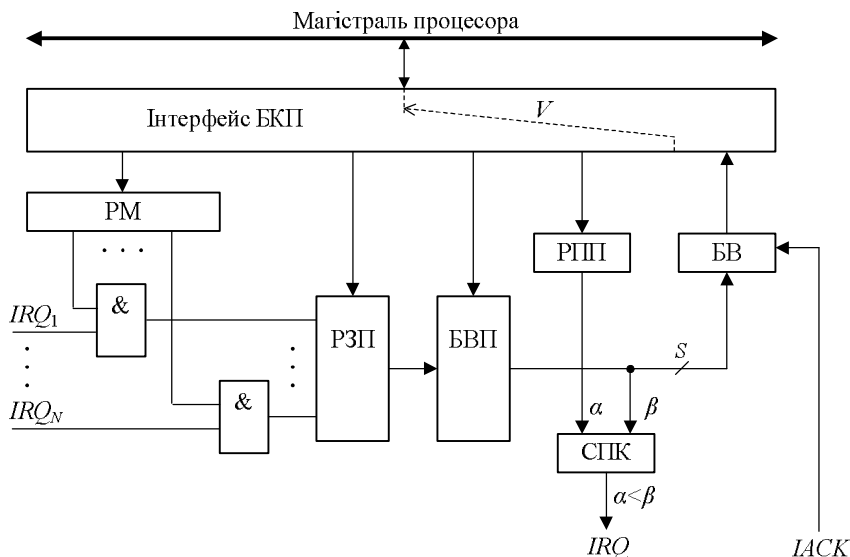 Магістраль процесора
Інтерфейс БКП
V
РМ
. . .
РПП
БВ
IRQ1
&
РЗП
БВП
S
IRQN
&
α
β
СПК
α<β
IRQ
IACK